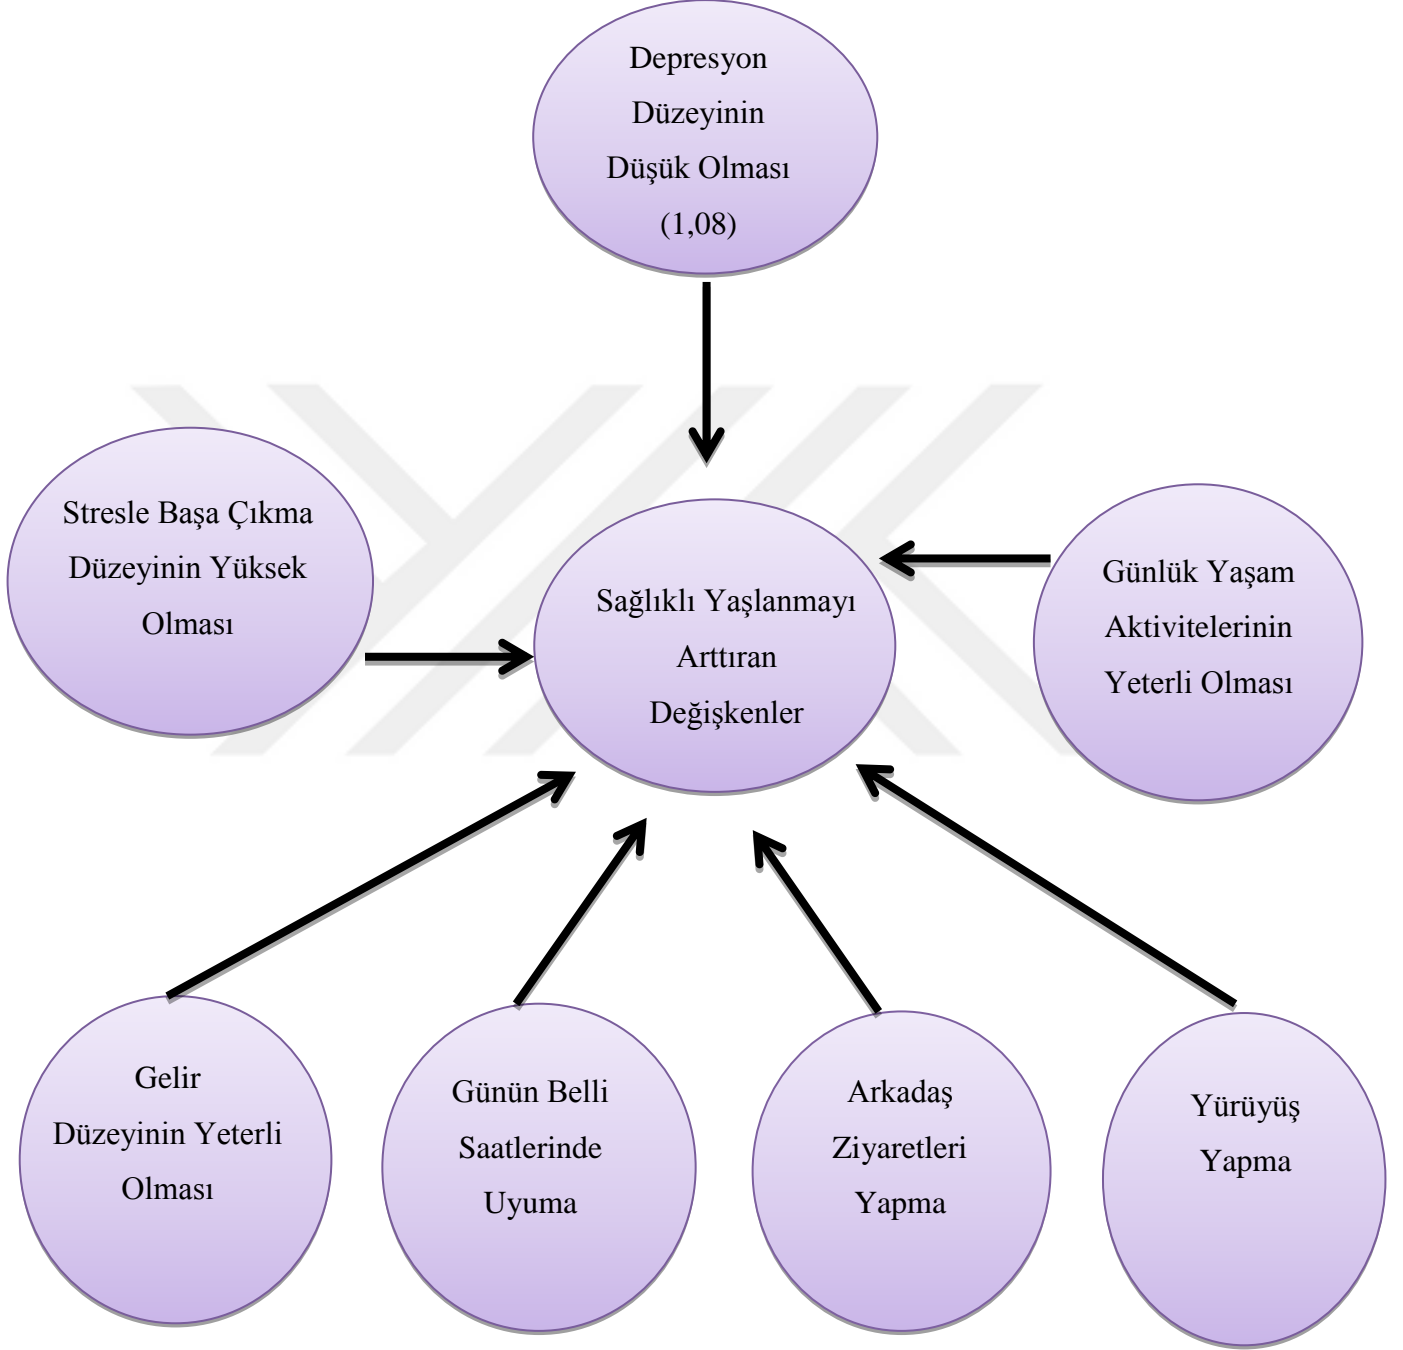 Depresyon
Düzeyinin
Düşük Olması
(1,08)
Stresle Başa Çıkma
Düzeyinin Yüksek
Olması
Sağlıklı Yaşlanmayı
Arttıran
Değişkenler
Günlük Yaşam
Aktivitelerinin
Yeterli Olması
Gelir
Düzeyinin Yeterli
Olması
Günün Belli
Saatlerinde
Uyuma
Arkadaş
Ziyaretleri
Yapma
Yürüyüş
Yapma